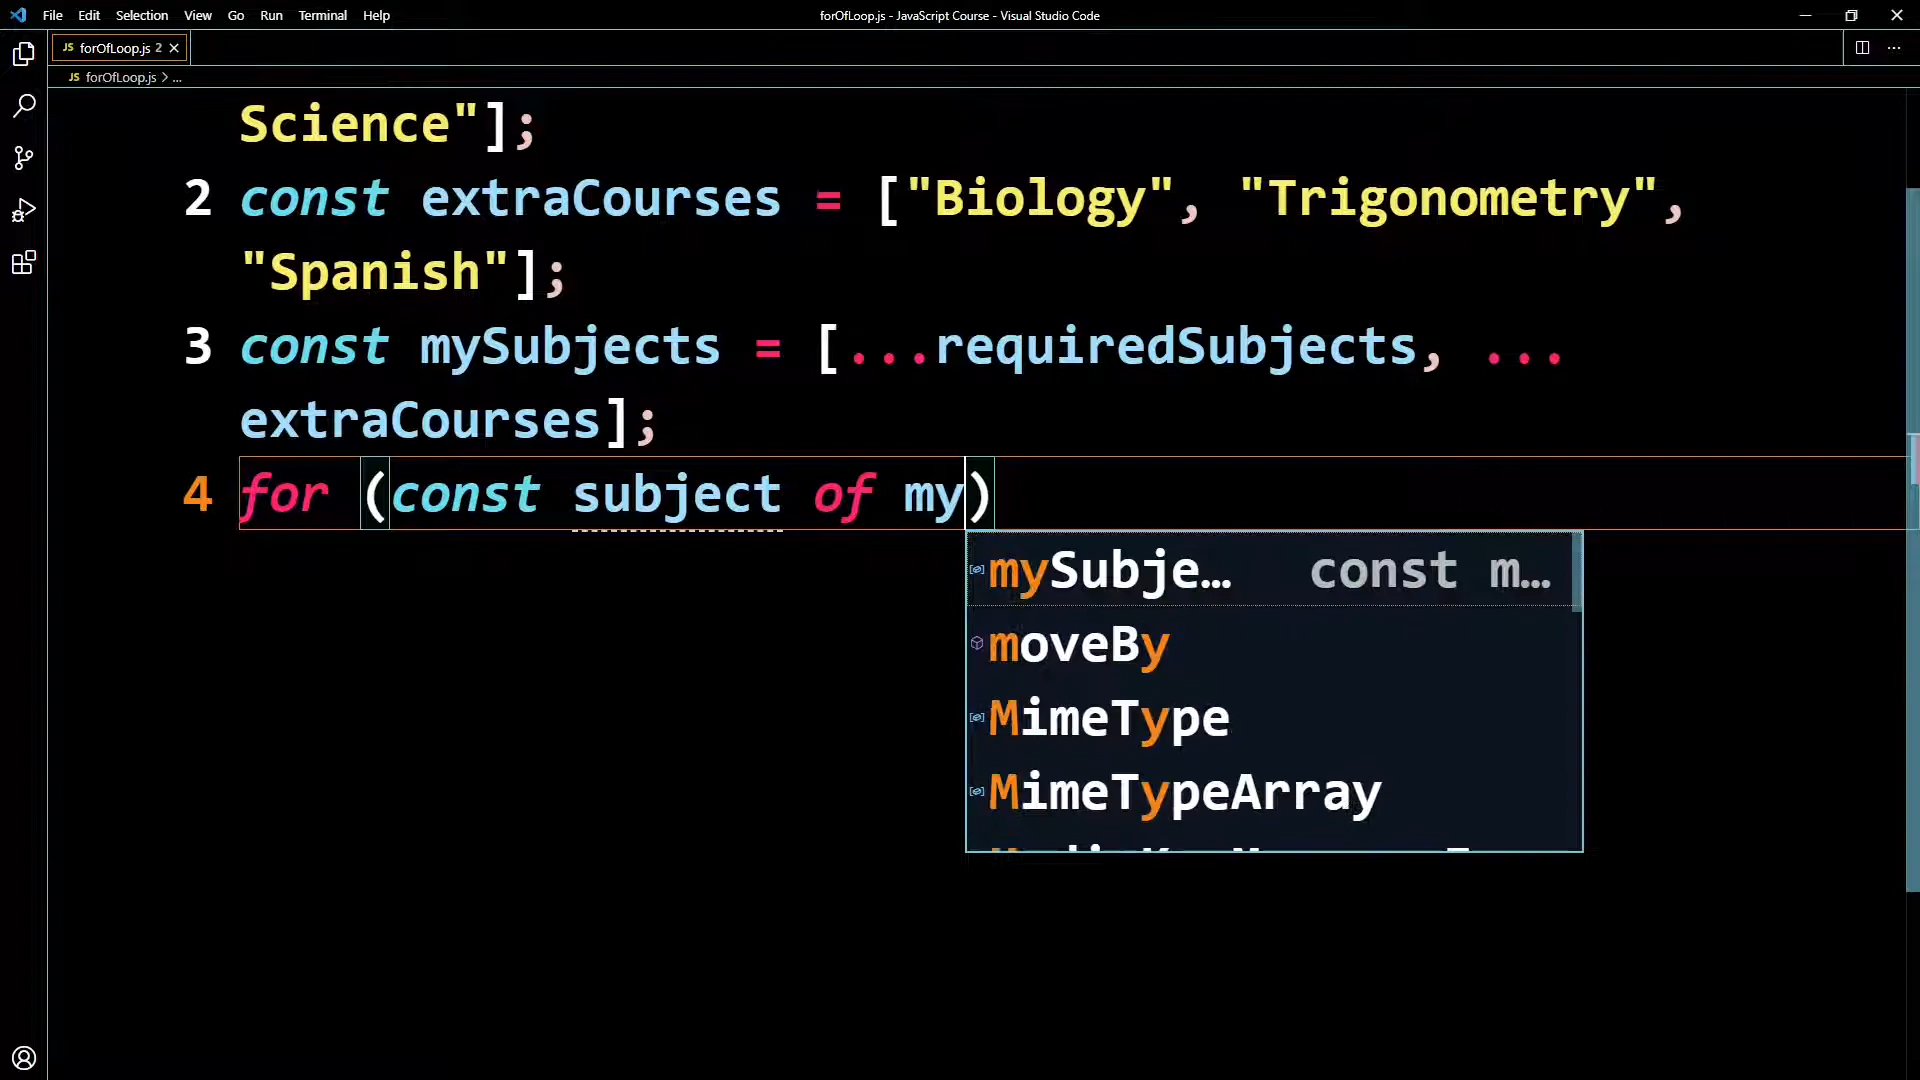 File Edit Selection View Go Run Terminal Help
forOfLoop.js - JavaScript Course - Visual Studio Code
JS forOfLoop.js 2
JS forOfLoop.js > ...
Science"];
2 const extraCourses = ["Biology", "Trigonometry",
"Spanish"];
3 const mySubjects = [...requiredSubjects, ...
extraCourses];
4 for (const subject of my)
mySubje… const m…
moveBy
MimeType
MimeTypeArray